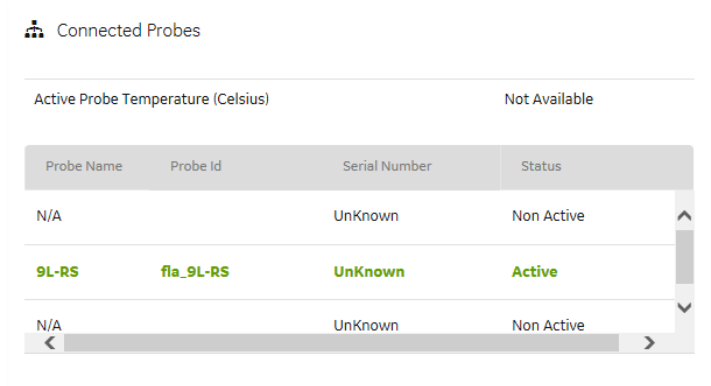 Connected Probes
Active Probe Temperature (Celsius) Not Available
Probe Name Probe Id Serial Number Status
N/A UnKnown Non Active
9L-RS fla_9L-RS UnKnown Active
N/A UnKnown Non Active